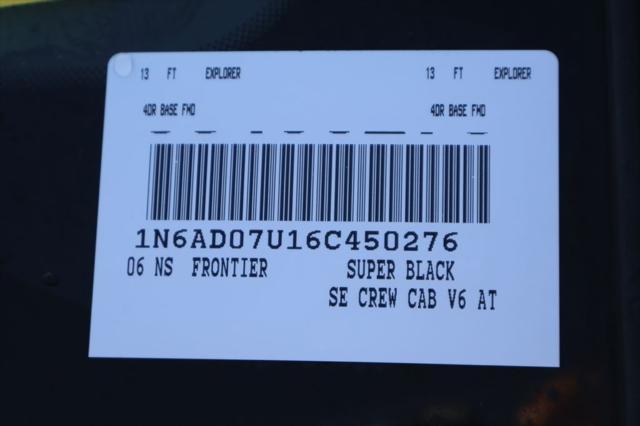 13 FT EXPLORER 13 FT EXPLORER
4DR BASE FWD 4DR BASE FWD
1N6AD07U16C450276
06 NS FRONTIER SUPER BLACK
SE CREW CAB V6 AT